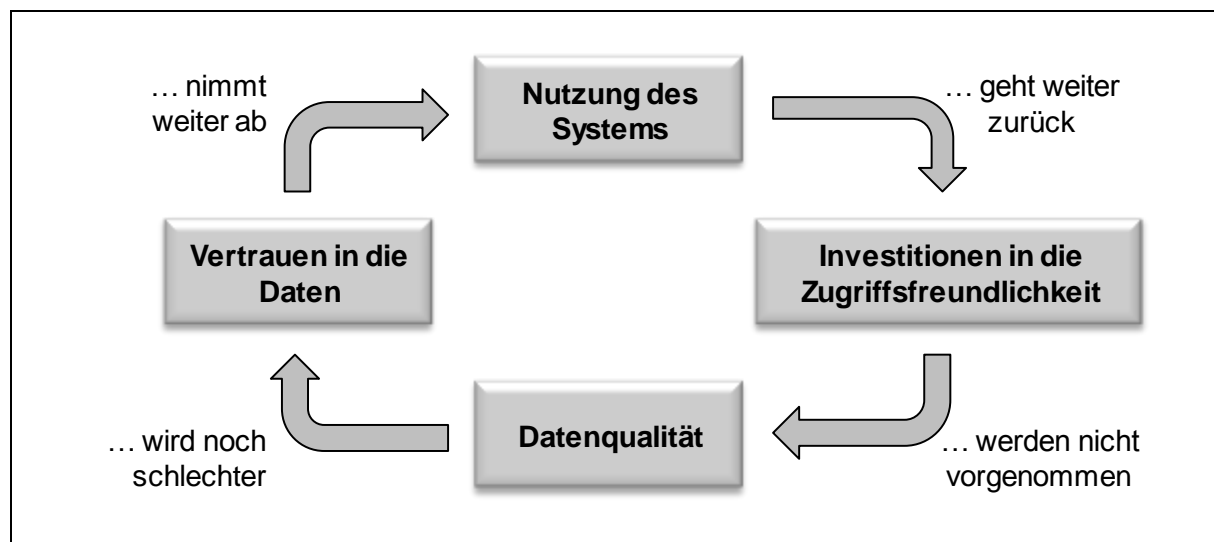 … nimmt
weiter ab
Nutzung des
Systems
… geht weiter
zurück
Vertrauen in die
Daten
Investitionen in die
Zugriffsfreundlichkeit
… wird noch
schlechter
Datenqualität
… werden nicht
vorgenommen